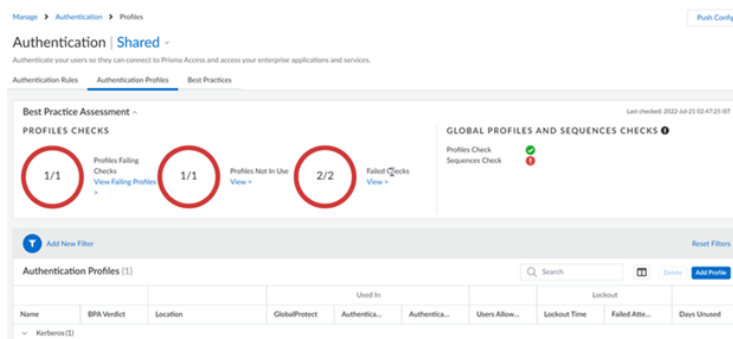 Manage > Authentication > Profiles
Push Config
Authentication | Shared
Authenticate your users so they can connect to Prisma Access and access your enterprise applications and services.
Authentication Rules Authentication Profiles Best Practices
Best Practice Assessment
Last checked: 2022-Jul-21 02:47:25 IST
PROFILES CHECKS
GLOBAL PROFILES AND SEQUENCES CHECKS
1/1
Profiles Failing
Checks
View Failing Profiles
>
1/1
Profiles Not In Use
View >
2/2
Failed Checks
View >
Profiles Check
Sequences Check
Add New Filter
Reset Filters
Authentication Profiles (1)
Search
Delete
Add Profile
Used In
Lockout
Name BPA Verdict Location GlobalProtect Authentica... Authentica... Users Allow... Lockout Time Failed Atte... Days Unused
Kerberos (1)